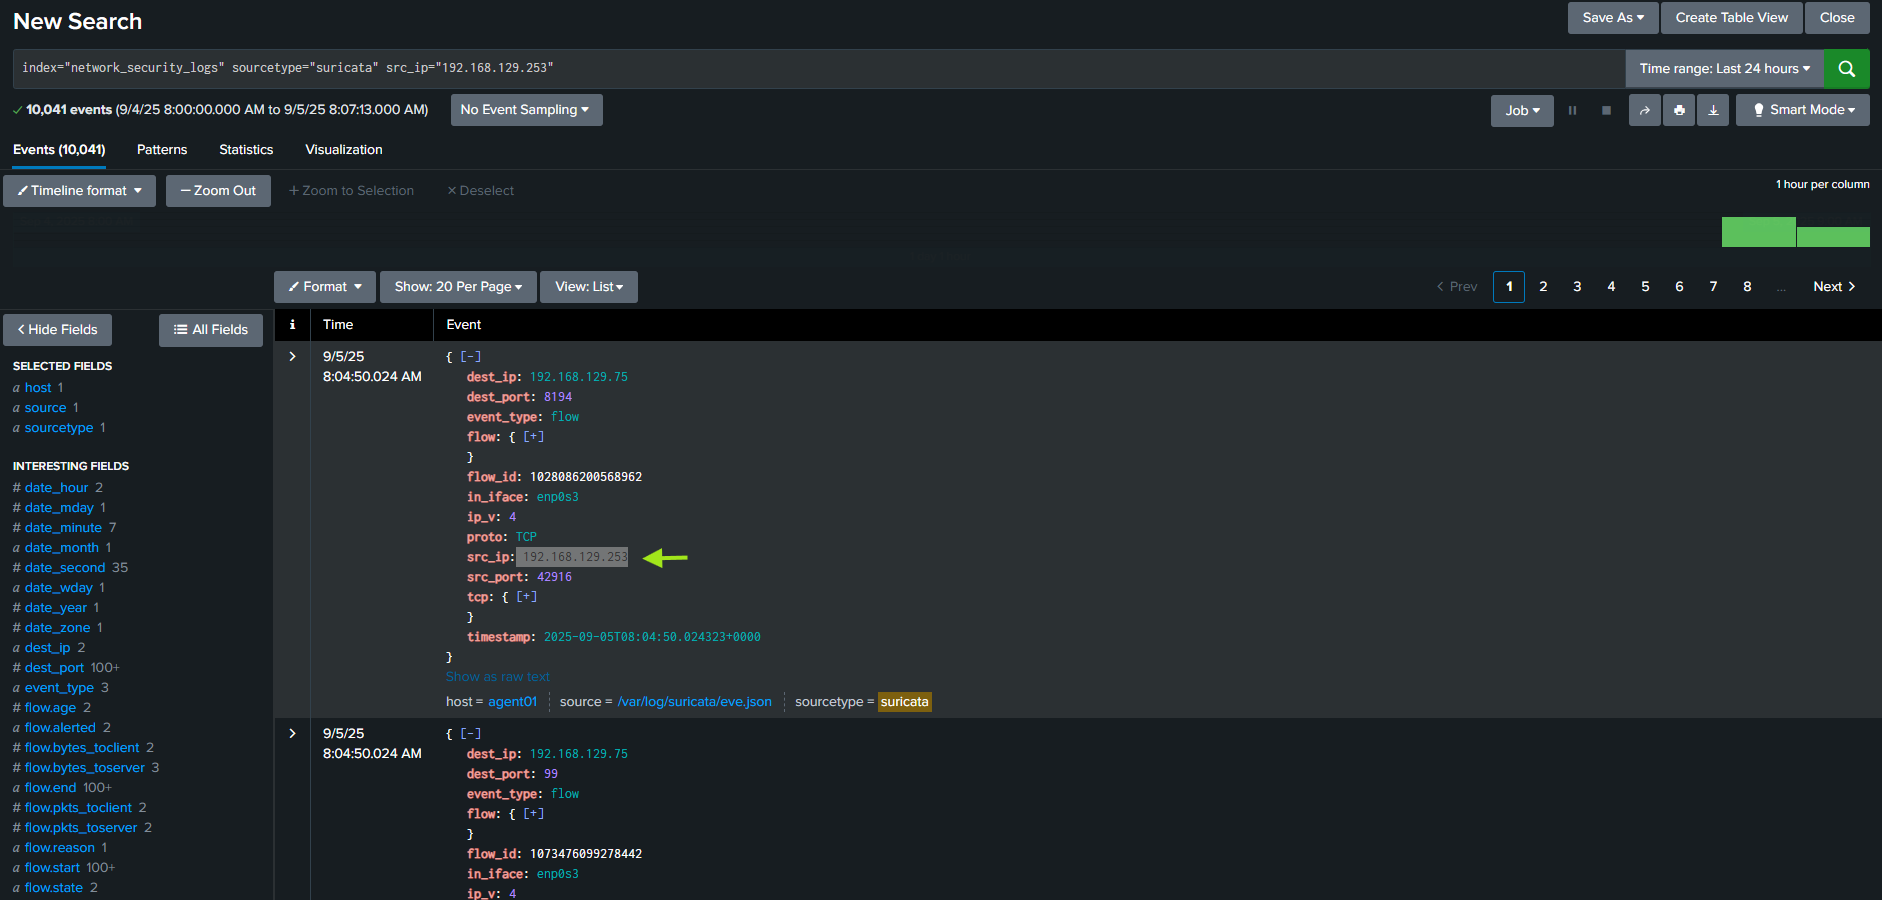 New Search
Save As
Create Table View
Close
index="network_security_logs" sourcetype="suricata" src_ip="192.168.129.253"
Time range: Last 24 hours
10,041 events (9/4/25 8:00:00.000 AM to 9/5/25 8:07:13.000 AM)
No Event Sampling
Job
Smart Mode
Events (10,041)
Patterns
Statistics
Visualization
Timeline format
— Zoom Out
+ Zoom to Selection
× Deselect
1 hour per column
Format
Show: 20 Per Page
View: List
< Prev 1 2 3 4 5 6 7 8 ... Next >
< Hide Fields
All Fields
SELECTED FIELDS
a host 1
a source 1
a sourcetype 1
INTERESTING FIELDS
# date_hour 2
# date_mday 1
# date_minute 7
a date_month 1
# date_second 35
a date_wday 1
# date_year 1
# date_zone 1
a dest_ip 2
# dest_port 100+
a event_type 3
# flow.age 2
a flow.alerted 2
# flow.bytes_toclient 2
# flow.bytes_toserver 3
a flow.end 100+
# flow.pkts_toclient 2
# flow.pkts_toserver 2
a flow.reason 1
a flow.start 100+
a flow.state 2
i Time Event
9/5/25
8:04:50.024 AM
{ [-]
dest_ip: 192.168.129.75
dest_port: 8194
event_type: flow
flow: { [+]
}
flow_id: 1028086200568962
in_iface: enp0s3
ip_v: 4
proto: TCP
src_ip: 192.168.129.253
src_port: 42916
tcp: { [+]
}
timestamp: 2025-09-05T08:04:50.024323+0000
}
Show as raw text
host = agent01 source = /var/log/suricata/eve.json sourcetype = suricata
9/5/25
8:04:50.024 AM
{ [-]
dest_ip: 192.168.129.75
dest_port: 99
event_type: flow
flow: { [+]
}
flow_id: 1073476099278442
in_iface: enp0s3
ip_v: 4